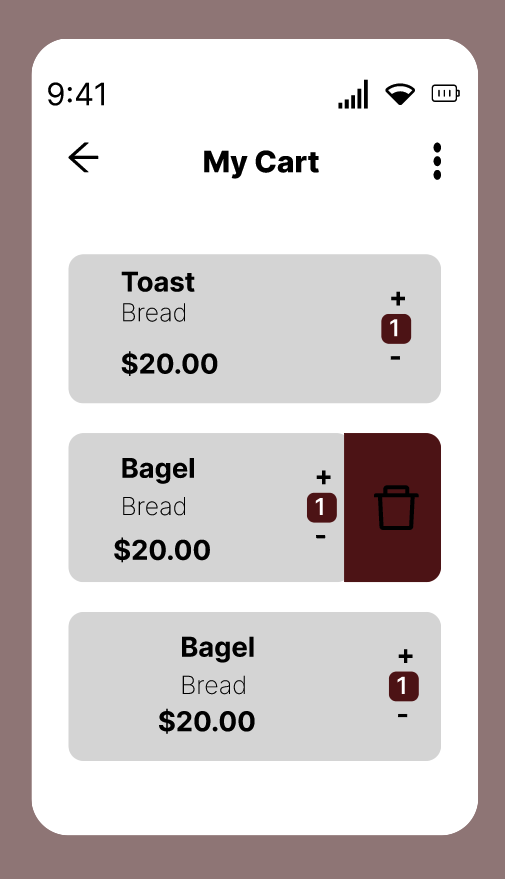 9:41
My Cart
Toast
Bread
$20.00
+
1
-
Bagel
Bread
$20.00
+
1
-
Bagel
Bread
$20.00
+
1
-